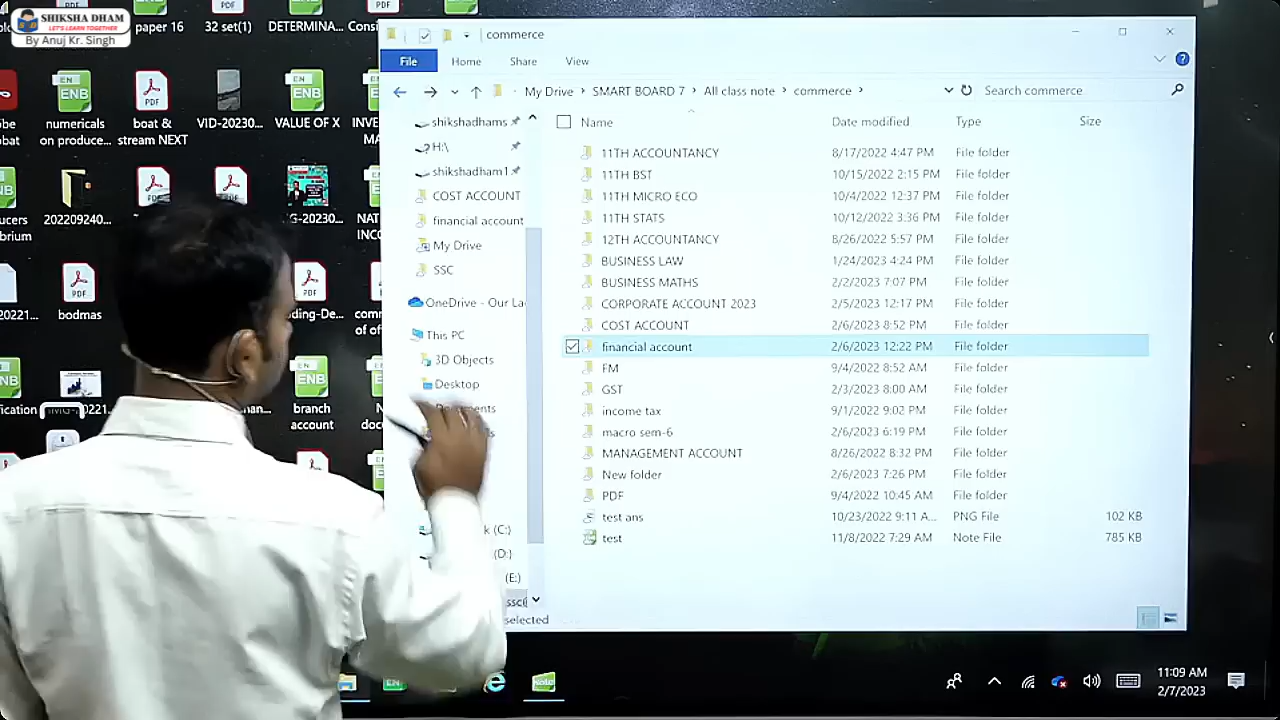 SHIKSHA DHAM
LET'S LEARN TOGETHER
By Anuj Kr. Singh
paper 16
32 set(1)
DETERMINA...
commerce
File
Home
Share
View
My Drive > SMART BOARD 7 > All class note > commerce >
Search commerce
EN
ENB
numericals
on produce...
PDF
boat &
stream NEXT
VID-20230...
EN
ENB
VALUE OF X
shikshadhams
H:\
shikshadham1
COST ACCOUNT
financial account
My Drive
SSC
This PC
3D Objects
Desktop
Name
Date modified
Type
Size
11TH ACCOUNTANCY 8/17/2022 4:47 PM File folder
11TH BST 10/15/2022 2:15 PM File folder
11TH MICRO ECO 10/4/2022 12:37 PM File folder
11TH STATS 10/12/2022 3:36 PM File folder
12TH ACCOUNTANCY 8/26/2022 5:57 PM File folder
BUSINESS LAW 1/24/2023 4:24 PM File folder
BUSINESS MATHS 2/2/2023 7:07 PM File folder
CORPORATE ACCOUNT 2023 2/5/2023 12:17 PM File folder
COST ACCOUNT 2/6/2023 8:52 PM File folder
financial account 2/6/2023 12:22 PM File folder
FM 9/4/2022 8:52 AM File folder
GST 2/3/2023 8:00 AM File folder
income tax 9/1/2022 9:02 PM File folder
macro sem-6 2/6/2023 6:19 PM File folder
MANAGEMENT ACCOUNT 8/26/2022 8:32 PM File folder
New folder 2/6/2023 7:26 PM File folder
PDF 9/4/2022 10:45 AM File folder
test ans 10/23/2022 9:11 A... PNG File 102 KB
test 11/8/2022 7:29 AM Note File 785 KB
202209240...
PDF
bodmas
PDF
ENB
branch
account
(C:)
(D:)
(E:)
selected
11:09 AM
2/7/2023